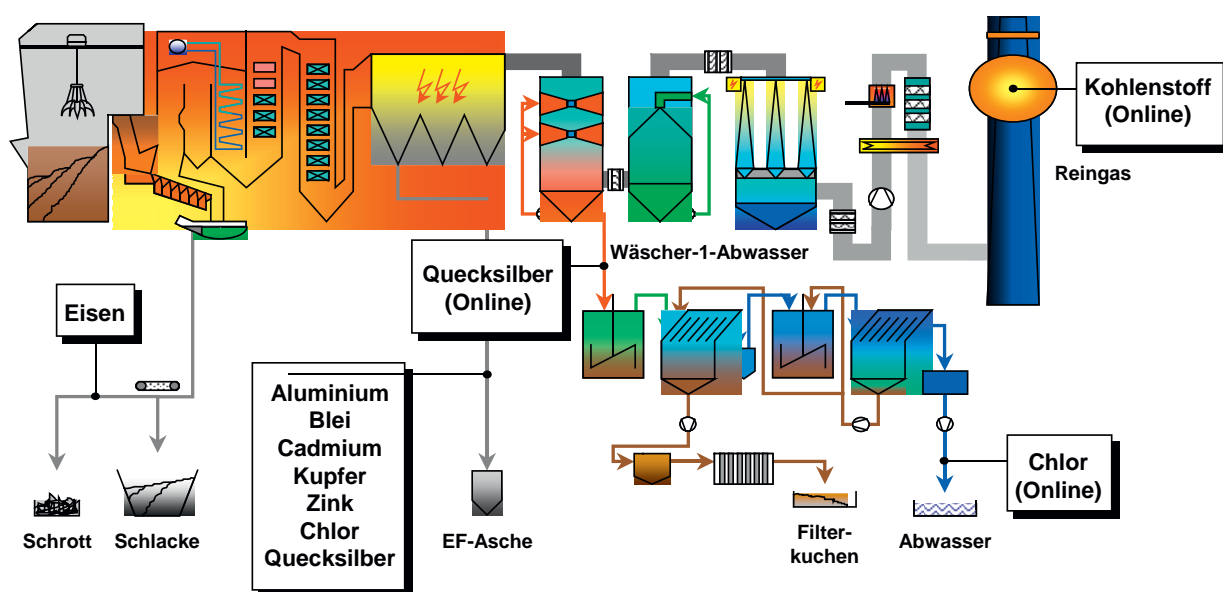 Kohlenstoff
(Online)
Reingas
Wäscher-1-Abwasser
Quecksilber
(Online)
Eisen
Aluminium
Blei
Cadmium
Kupfer
Zink
Chlor
Quecksilber
Chlor
(Online)
Schrott
Schlacke
EF-Asche
Filter-
kuchen
Abwasser